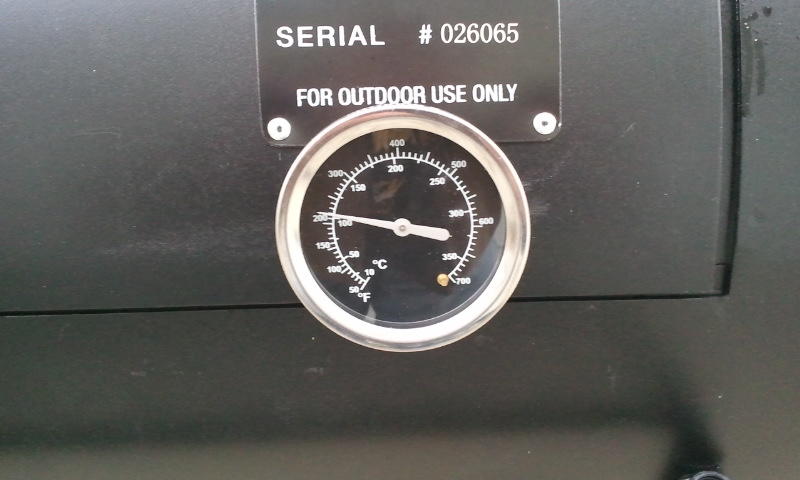 SERIAL # 026065
FOR OUTDOOR USE ONLY
400
300 500
200
150 250
200 100 300 600
150 50 350
100 10 °C 700
50 °F